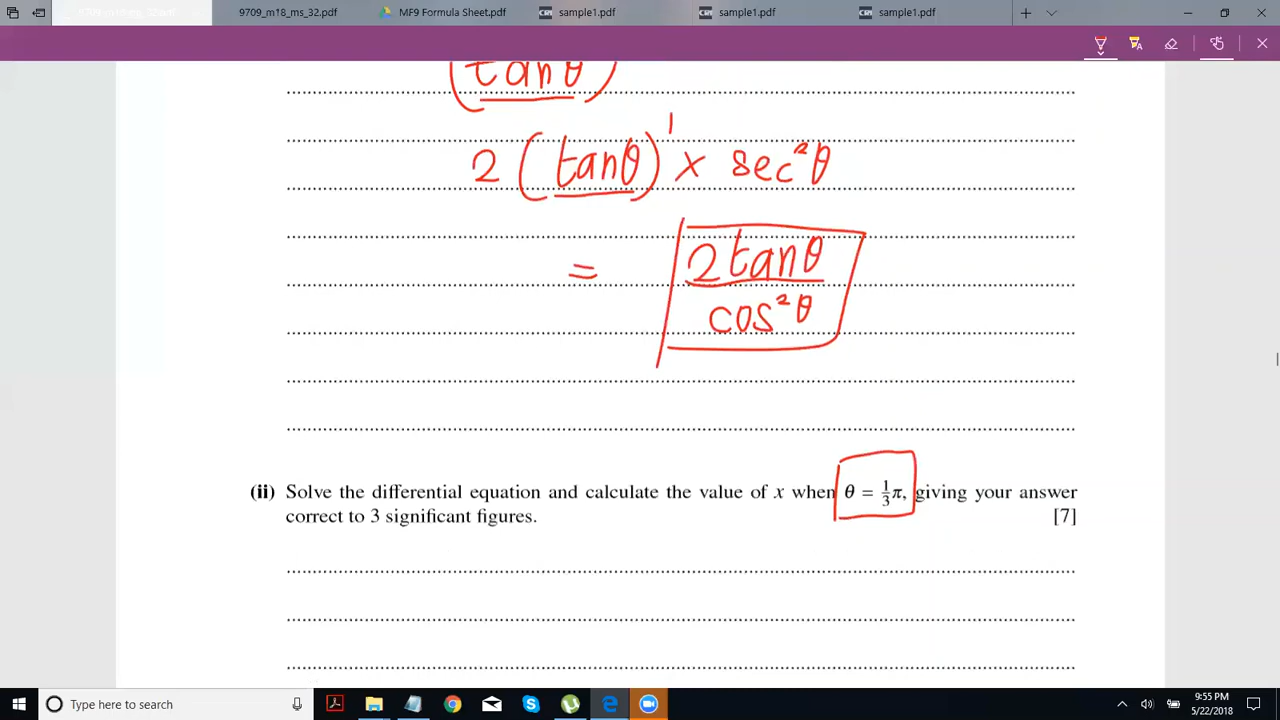 9709_m18_ms_32.pdf MF9 Formula Sheet.pdf sample1.pdf sample1.pdf sample1.pdf
(tanθ)
2 (tanθ)¹ × sec²θ
= 2tanθ
cos²θ
(ii) Solve the differential equation and calculate the value of x when θ = ⅓π, giving your answer
correct to 3 significant figures. [7]
Type here to search
9:55 PM
5/22/2018